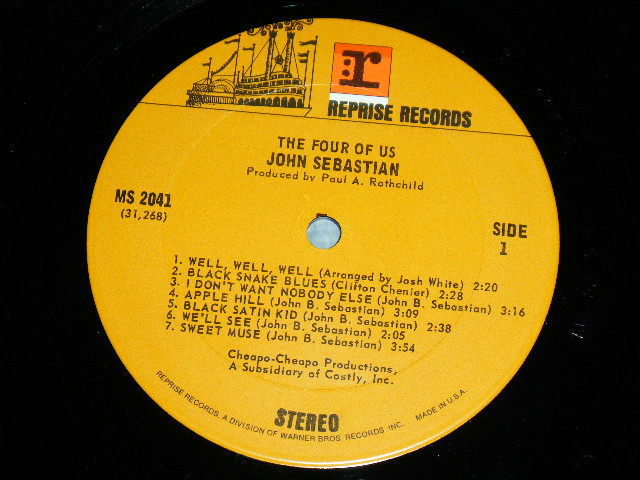 r
REPRISE RECORDS
THE FOUR OF US
JOHN SEBASTIAN
Produced by Paul A. Rothchild
MS 2041
(31,268)
SIDE
1
1. WELL, WELL, WELL (Arranged by Josh White) 2:20
2. BLACK SNAKE BLUES (Clifton Chenier) 2:28
3. I DON'T WANT NOBODY ELSE (John B. Sebastian) 3:16
4. APPLE HILL (John B. Sebastian) 3:09
5. BLACK SATIN KID (John B. Sebastian) 2:38
6. WE'LL SEE (John B. Sebastian) 2:05
7. SWEET MUSE (John B. Sebastian) 3:54
Cheapo-Cheapo Productions,
A Subsidiary of Costly, Inc.
STEREO
REPRISE RECORDS, A DIVISION OF WARNER BROS. RECORDS INC. MADE IN U.S.A.